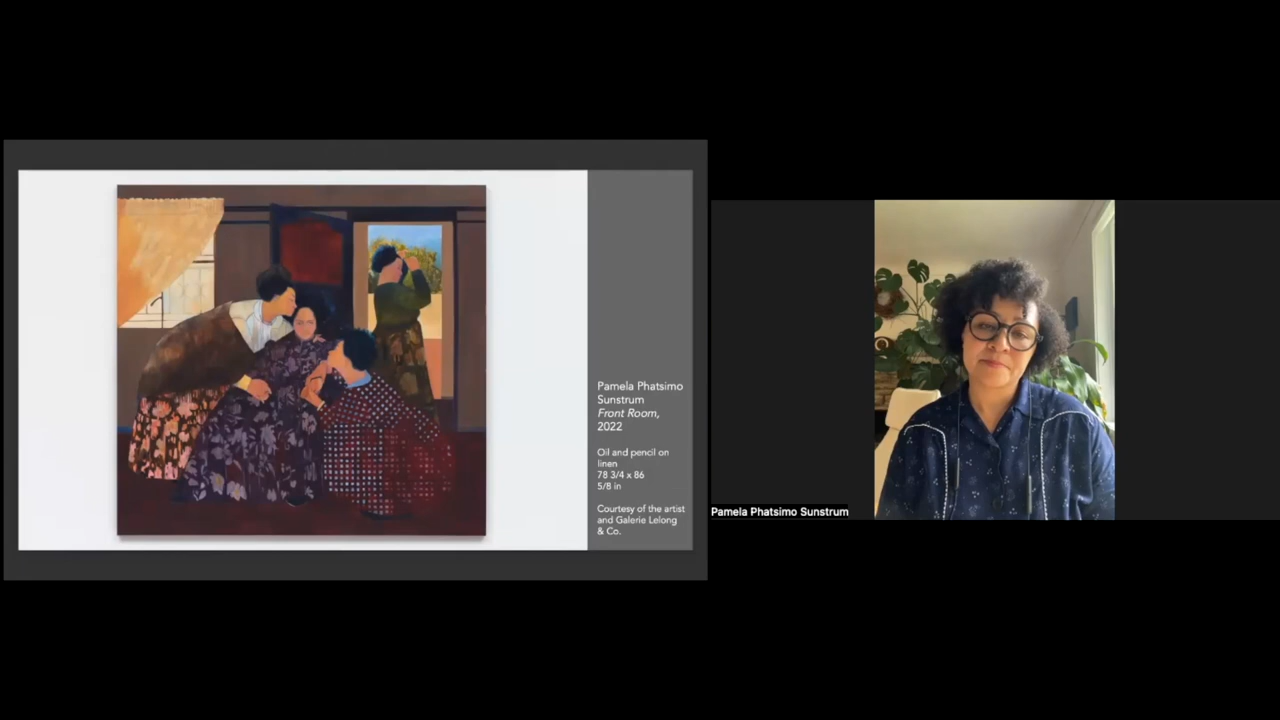 Pamela Phatsimo
Sunstrum
Front Room,
2022
Oil and pencil on
linen
78 3/4 x 86
5/8 in
Courtesy of the artist
and Galerie Lelong
& Co.
Pamela Phatsimo Sunstrum